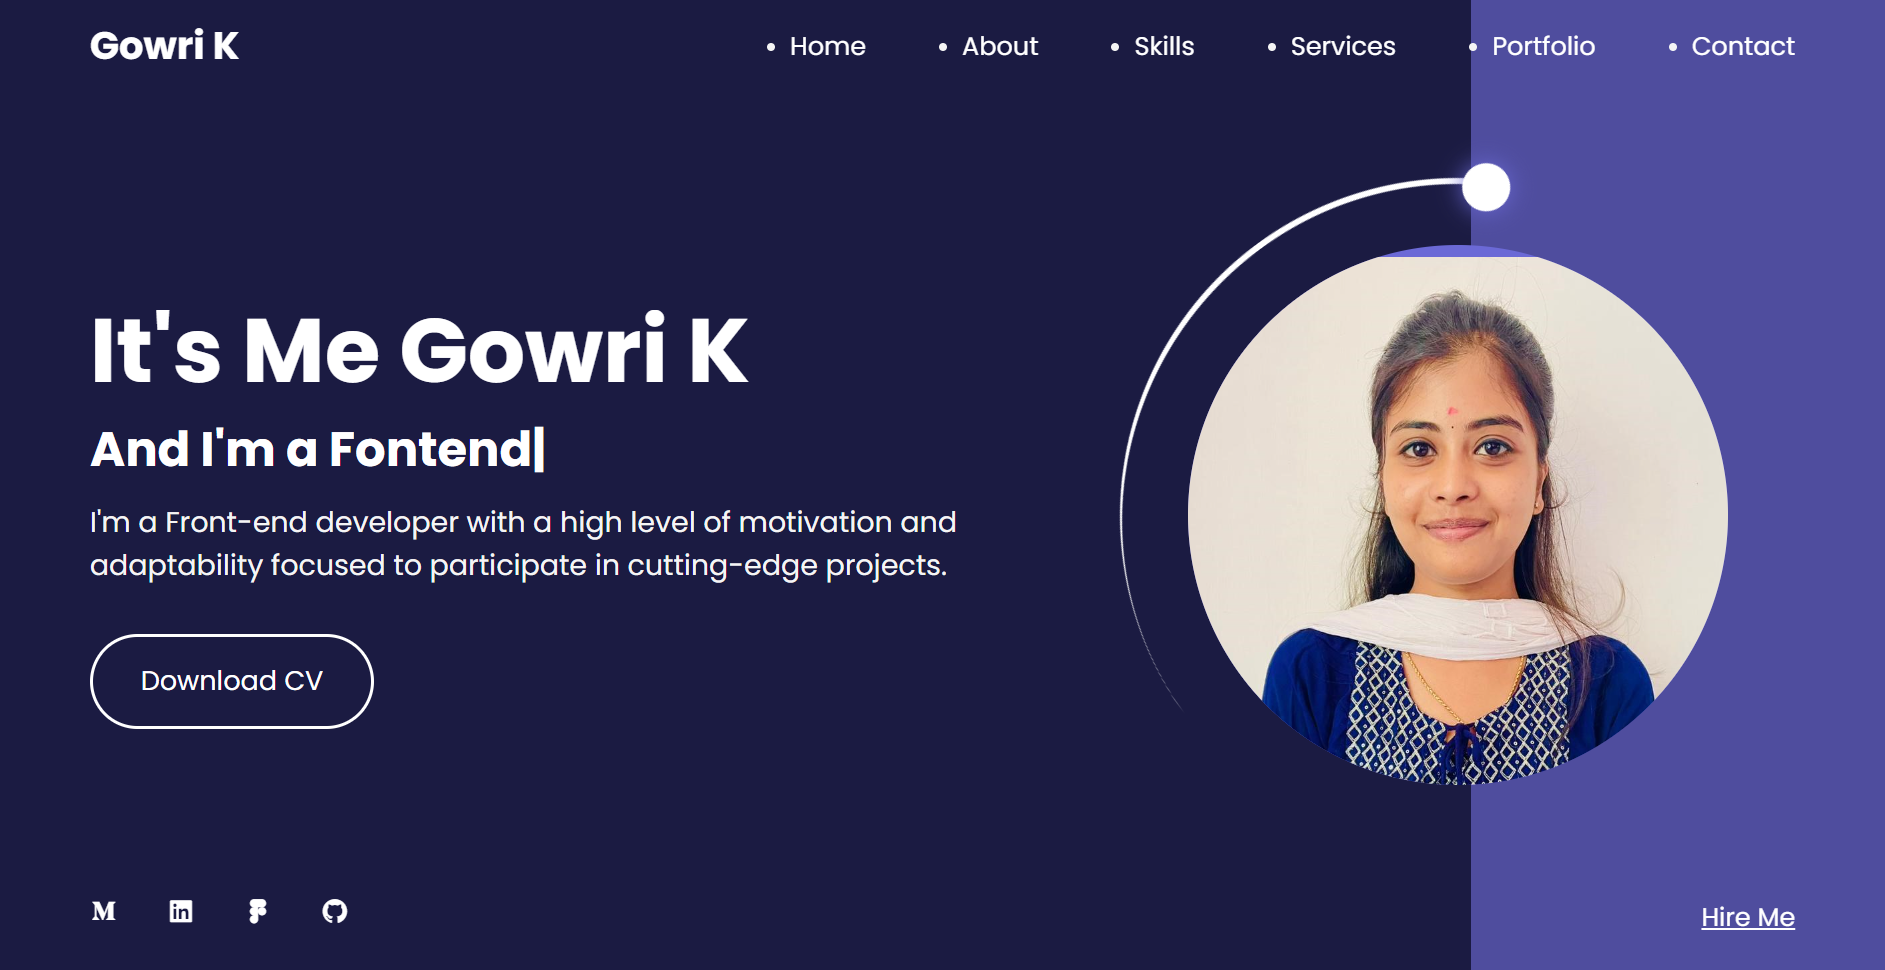 Gowri K
Home
About
Skills
Services
Portfolio
Contact
It's Me Gowri K
And I'm a Fontend|
I'm a Front-end developer with a high level of motivation and
adaptability focused to participate in cutting-edge projects.
Download CV
Hire Me